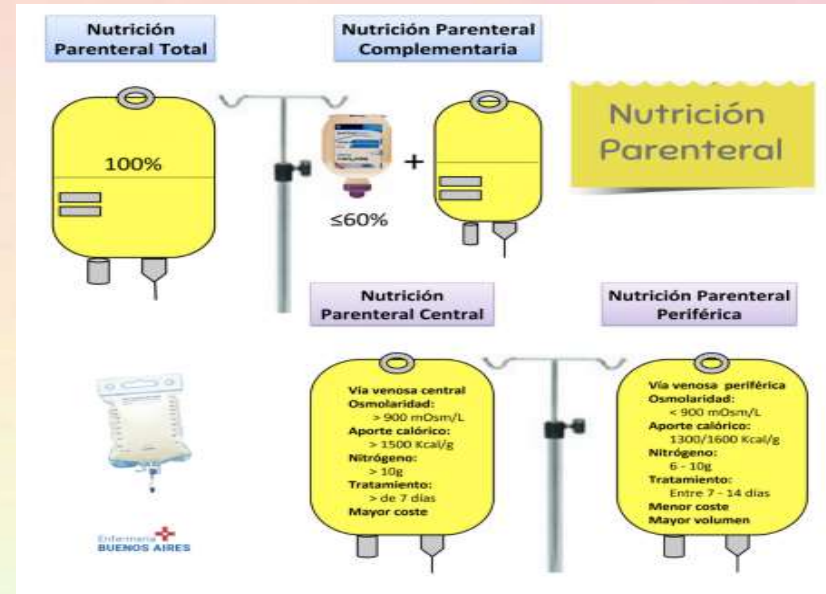 Nutrición
Parenteral Total
Nutrición Parenteral
Complementaria
Nutrición
Parenteral
100%
+
≤60%
Nutrición
Parenteral Central
Nutrición Parenteral
Periférica
Vía venosa central
Osmolaridad:
> 900 mOsm/L
Aporte calórico:
> 1500 Kcal/g
Nitrógeno:
> 10g
Tratamiento:
> de 7 días
Mayor coste
Vía venosa periférica
Osmolaridad:
< 900 mOsm/L
Aporte calórico:
1300/1600 Kcal/g
Nitrógeno:
6 - 10g
Tratamiento:
Entre 7 - 14 días
Menor coste
Mayor volumen
Enfermería
BUENOS AIRES